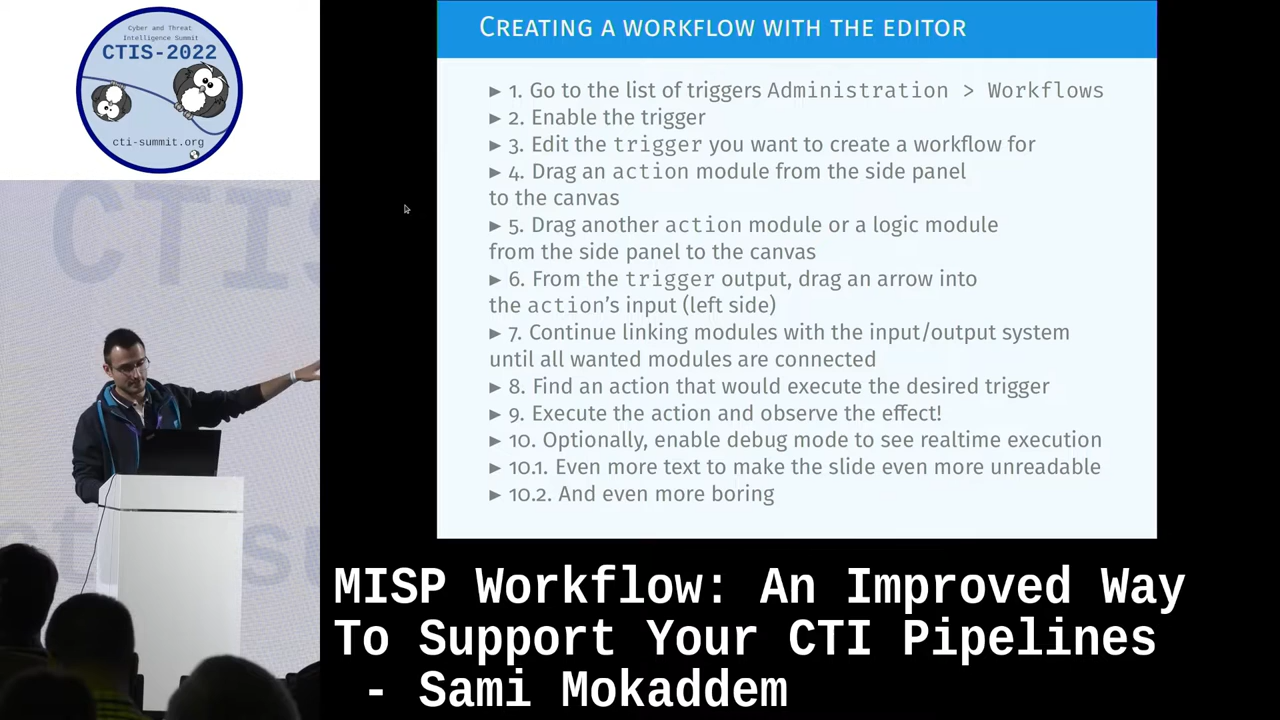 Cyber and Threat
Intelligence Summit
CTIS-2022
cti-summit.org
CREATING A WORKFLOW WITH THE EDITOR
▶ 1. Go to the list of triggers Administration > Workflows
▶ 2. Enable the trigger
▶ 3. Edit the trigger you want to create a workflow for
▶ 4. Drag an action module from the side panel
to the canvas
▶ 5. Drag another action module or a logic module
from the side panel to the canvas
▶ 6. From the trigger output, drag an arrow into
the action's input (left side)
▶ 7. Continue linking modules with the input/output system
until all wanted modules are connected
▶ 8. Find an action that would execute the desired trigger
▶ 9. Execute the action and observe the effect!
▶ 10. Optionally, enable debug mode to see realtime execution
▶ 10.1. Even more text to make the slide even more unreadable
▶ 10.2. And even more boring
CTIS
MISP Workflow: An Improved Way
To Support Your CTI Pipelines
- Sami Mokaddem